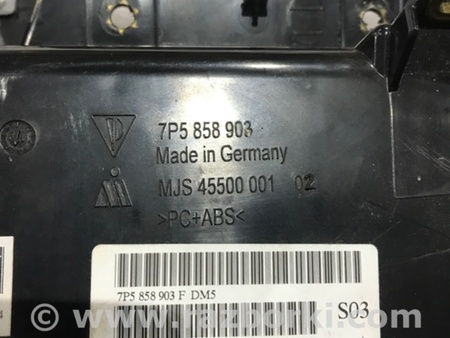 7P5 858 903
Made in Germany
MJS 45500 001 02
>PC+ABS<
7P5 858 903 F DM5
S03
4
© www.razborki.com